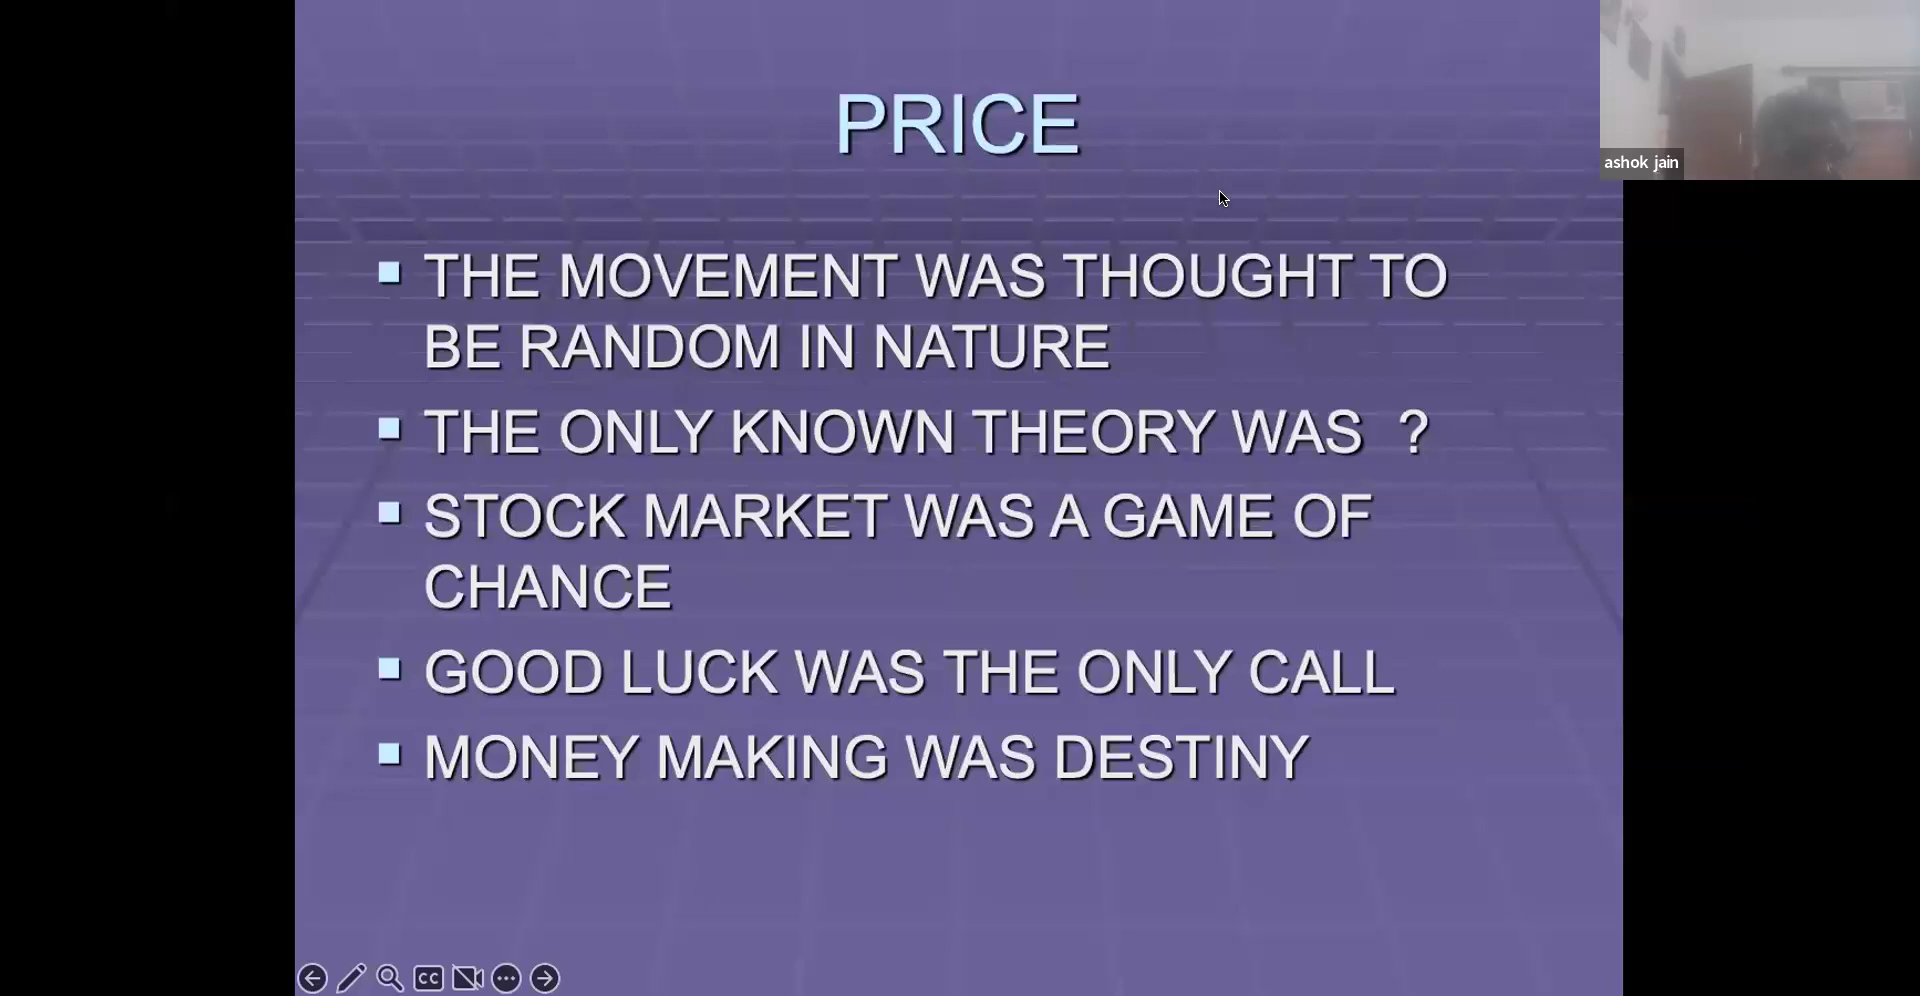 PRICE
ashok jain
THE MOVEMENT WAS THOUGHT TO
BE RANDOM IN NATURE
THE ONLY KNOWN THEORY WAS ?
STOCK MARKET WAS A GAME OF
CHANCE
GOOD LUCK WAS THE ONLY CALL
MONEY MAKING WAS DESTINY
CC